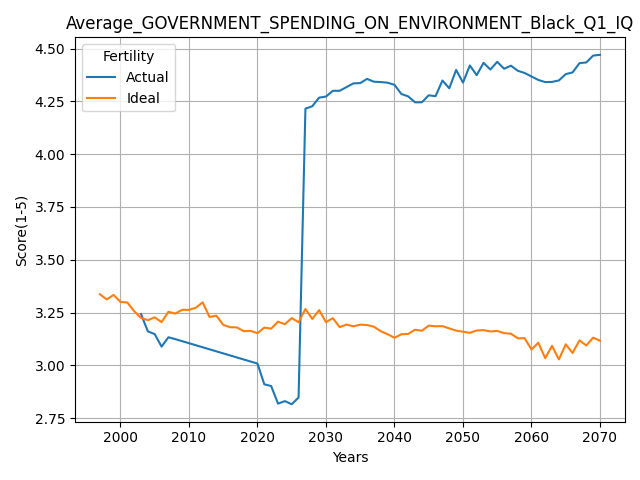 Average_GOVERNMENT_SPENDING_ON_ENVIRONMENT_Black_Q1_IQ
Fertility
Actual
Ideal
4.50
4.25
4.00
3.75
3.50
3.25
3.00
2.75
Score(1-5)
2000 2010 2020 2030 2040 2050 2060 2070
Years